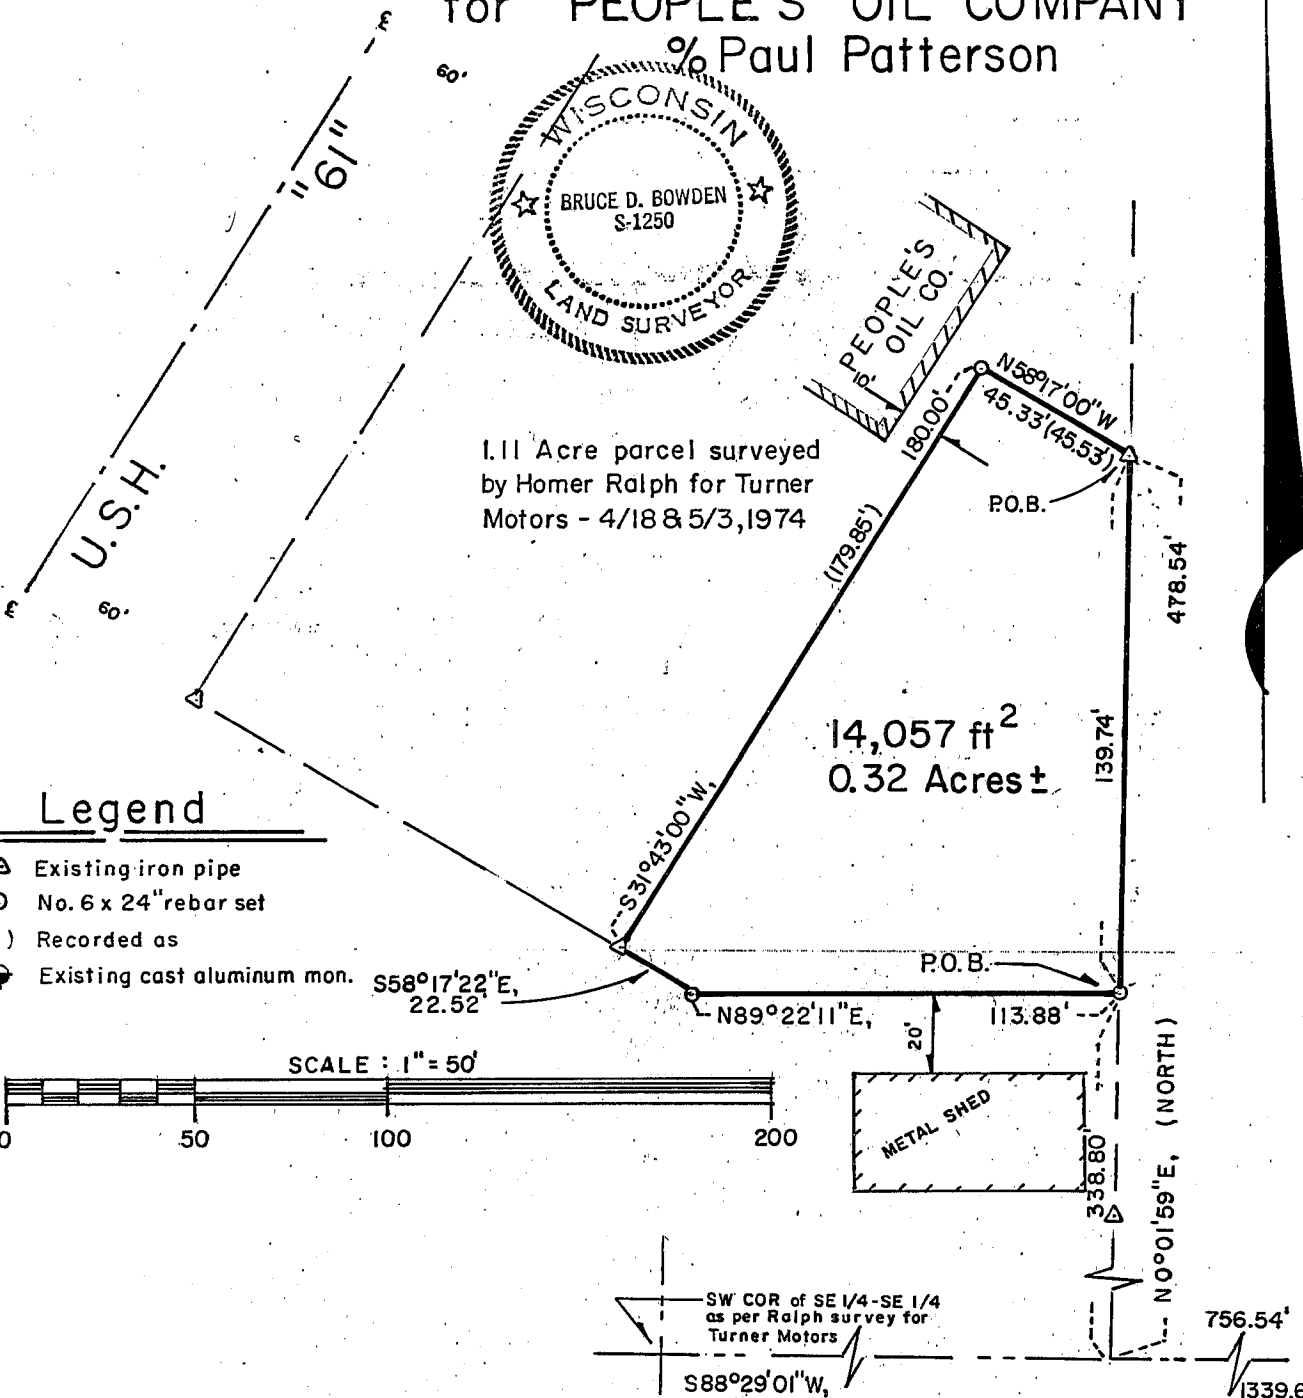 for PEOPLE'S OIL COMPANY
% Paul Patterson
℄
60'
"61"
U.S.H.
℄
60'
WISCONSIN
BRUCE D. BOWDEN
S-1250
LAND SURVEYOR
PEOPLE'S
OIL CO.
10'
N58°17'00"W
45.33'(45.53')
180.00'
(179.85')
S31°43'00"W,
P.O.B.
478.54'
139.74'
1.11 Acre parcel surveyed
by Homer Ralph for Turner
Motors - 4/18 & 5/3, 1974
14,057 ft2
0.32 Acres ±
Legend
Existing iron pipe
No. 6 x 24" rebar set
) Recorded as
Existing cast aluminum mon.
S58°17'22"E,
22.52'
P.O.B.
N89°22'11"E,
113.88'
20'
SCALE : 1" = 50'
0 50 100 200
METAL SHED
338.80'
N0°01'59"E, (NORTH)
SW COR of SE 1/4-SE 1/4
as per Ralph survey for
Turner Motors
S88°29'01"W,
756.54'